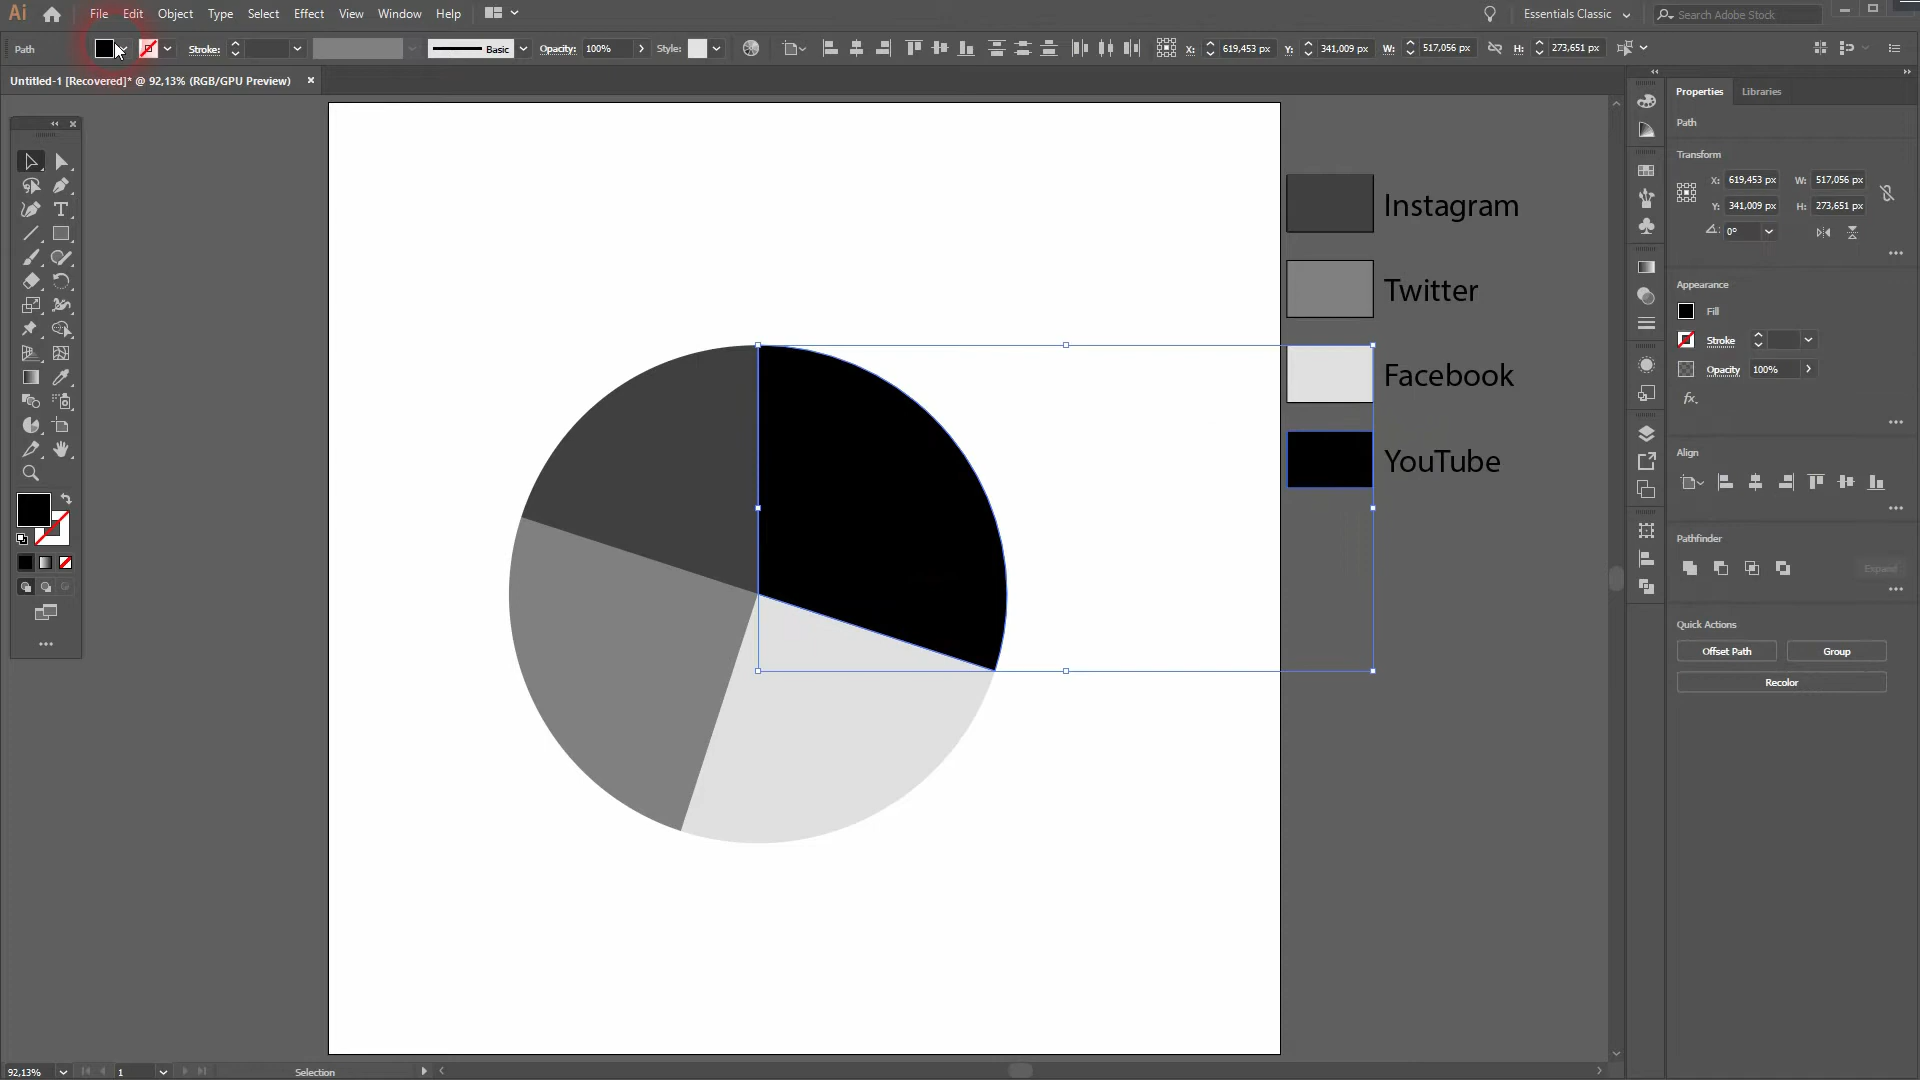 Ai File Edit Object Type Select Effect View Window Help Essentials Classic Search Adobe Stock
Path Stroke: Basic Opacity: 100% Style: X: 619,453 px Y: 341,009 px W: 517,056 px H: 273,651 px
Untitled-1 [Recovered]* @ 92,13% (RGB/GPU Preview)
Properties Libraries
Path
Transform
X: 619,453 px W: 517,056 px
Y: 341,009 px H: 273,651 px
0°
Appearance
Fill
Stroke
Opacity 100%
fx.
Align
Pathfinder
Expand
Quick Actions
Offset Path Group
Recolor
Instagram
Twitter
Facebook
YouTube
92,13% 1 Selection